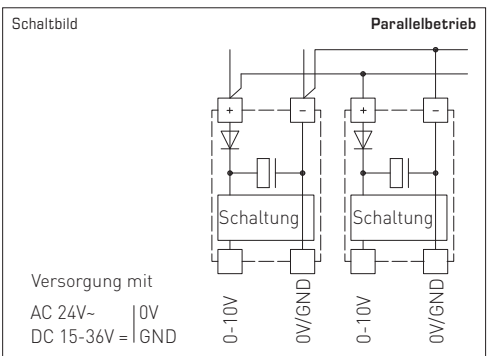 Schaltbild
Parallelbetrieb
+ − + −
Schaltung Schaltung
Versorgung mit
AC 24V~ | 0V
DC 15-36V = | GND
0-10V
0V/GND
0-10V
0V/GND